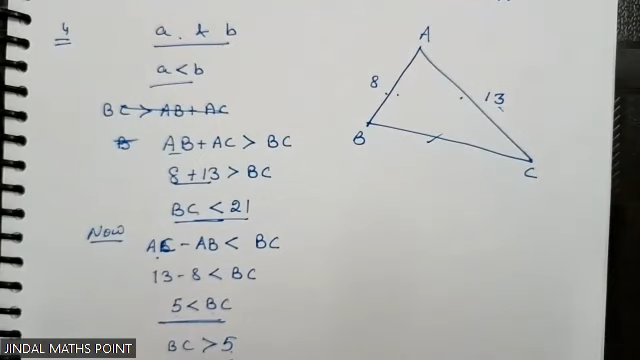 4
a. & b
a < b
BC > AB + AC
AB + AC > BC
8 + 13 > BC
BC < 21
Now AC - AB < BC
13 - 8 < BC
5 < BC
BC > 5
A
8
13
B
C
JINDAL MATHS POINT